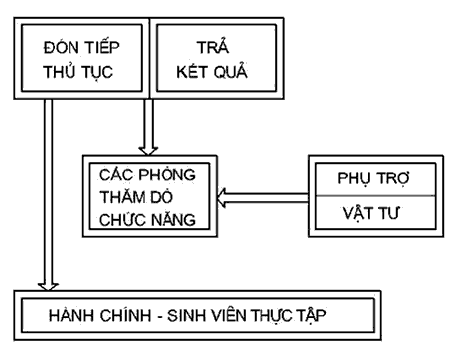 ĐÓN TIẾP
THỦ TỤC
TRẢ
KẾT QUẢ
CÁC PHÒNG
THĂM DÒ
CHỨC NĂNG
PHỤ TRỢ
VẬT TƯ
HÀNH CHÍNH - SINH VIÊN THỰC TẬP